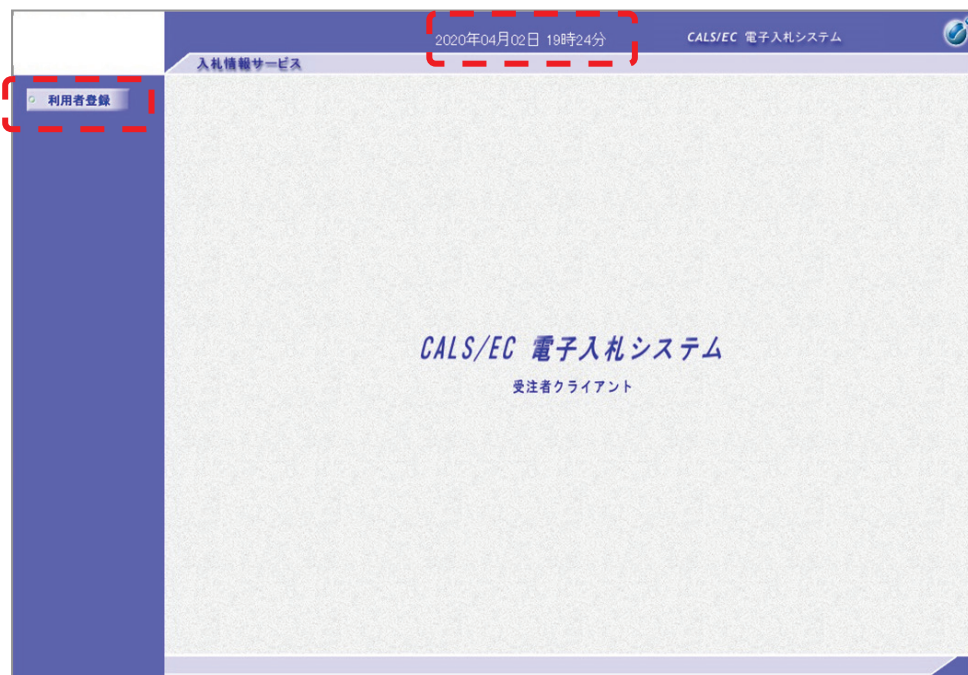 2020年04月02日 19時24分
CALS/EC 電子入札システム
入札情報サービス
利用者登録
CALS/EC 電子入札システム
受注者クライアント